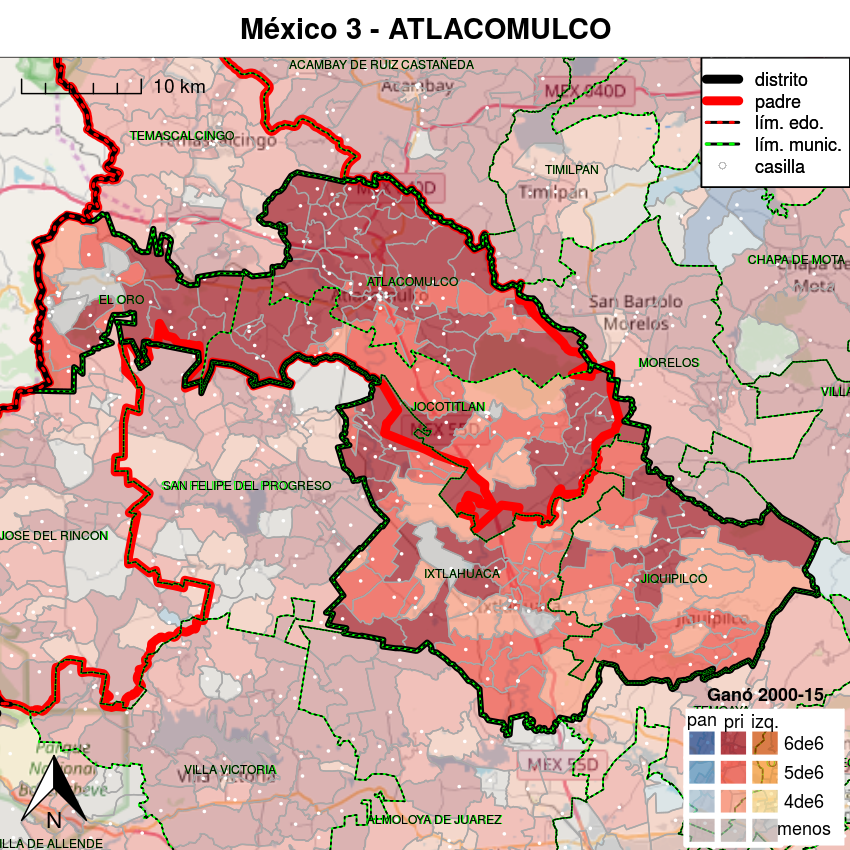 México 3 - ATLACOMULCO
ACAMBAY DE RUIZ CASTAÑEDA
10 km
Acambay
MEX 040D
distrito
padre
lím. edo.
lím. munic.
casilla
TEMASCALCINGO
Temascalcingo
TIMILPAN
Timilpan
CHAPA DE MOTA
Chapa de
Mota
ATLACOMULCO
Atlacomulco
EL ORO
San Bartolo
Morelos
MORELOS
VILLA
JOCOTITLAN
MEX 55D
SAN FELIPE DEL PROGRESO
JOSE DEL RINCON
IXTLAHUACA
Ixtlahuaca
JIQUIPILCO
Jiquipilco
Ganó 2000-15
TEMOAYA
pan pri izq.
6de6
5de6
4de6
menos
Parque
MEX 55D
VILLA VICTORIA
Villa Victoria
N
ALMOLOYA DE JUAREZ
ILLA DE ALLENDE